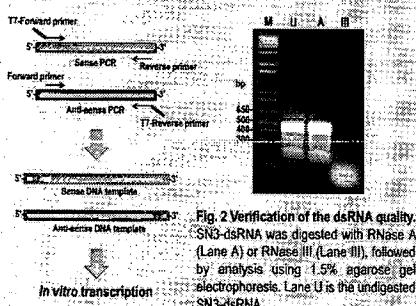 T7-Forward primer
5'- -3'
Sense PCR
Reverse primer
Forward primer
5'- -3'
Anti-sense PCR
T7-Reverse primer
5'- -3'
Sense DNA template
5'- -3'
Anti-sense DNA template
In vitro transcription
M U A III
bp
650
500
400
300
Fig. 2 Verification of the dsRNA quality.
SN3-dsRNA was digested with RNase A
(Lane A) or RNase III (Lane III), followed
by analysis using 1.5% agarose gel
electrophoresis. Lane U is the undigested
SN3-dsRNA.